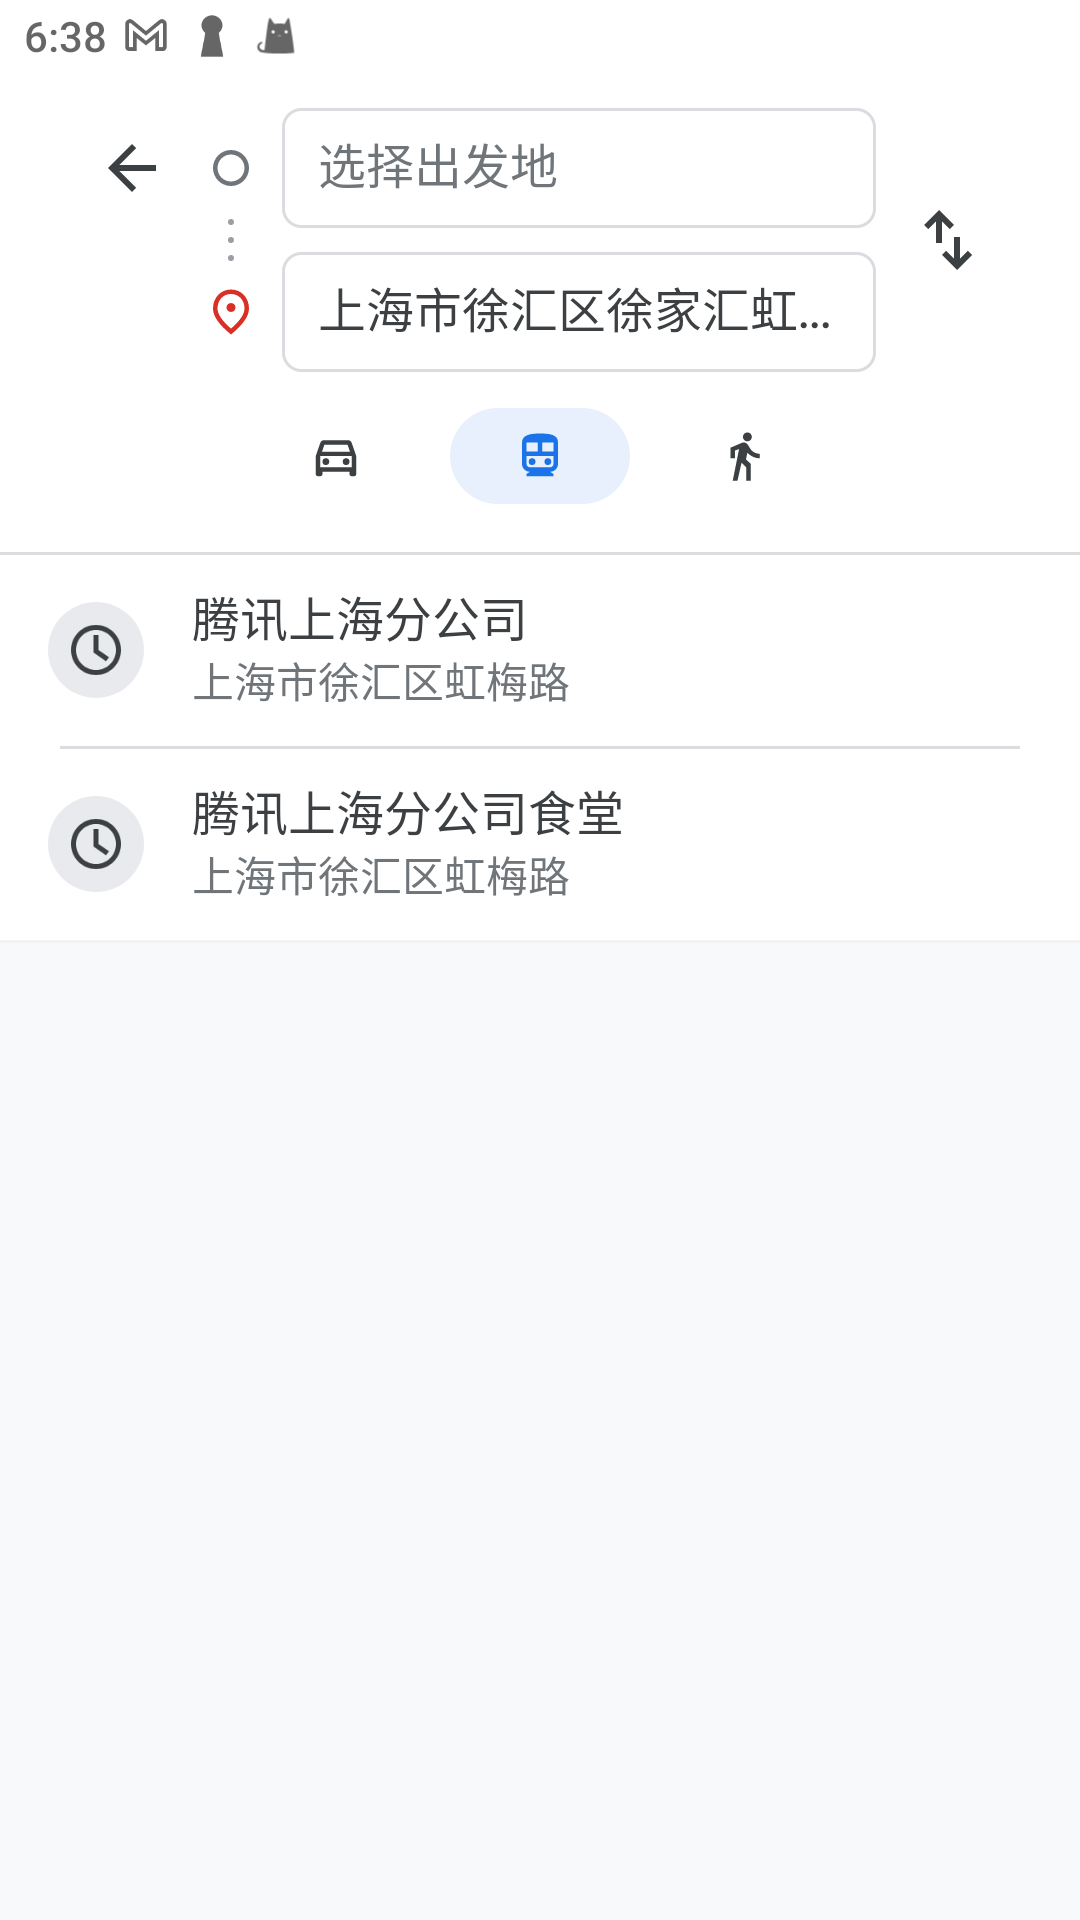 6:38
选择出发地
上海市徐汇区徐家汇虹...
腾讯上海分公司
上海市徐汇区虹梅路
腾讯上海分公司食堂
上海市徐汇区虹梅路